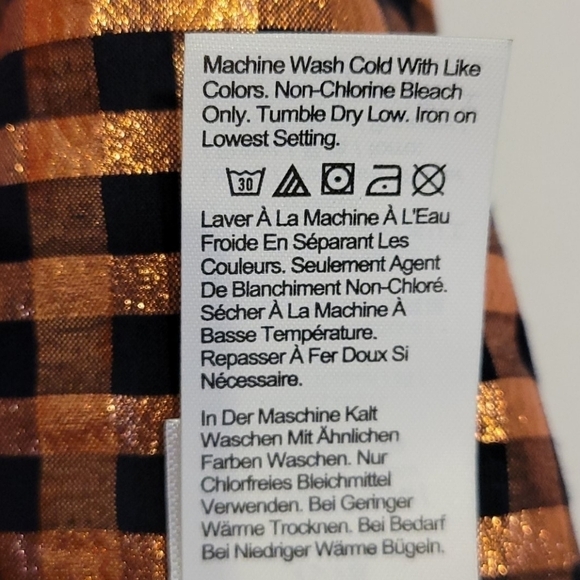 Machine Wash Cold With Like
Colors. Non-Chlorine Bleach
Only. Tumble Dry Low. Iron on
Lowest Setting.
30
Laver À La Machine À L'Eau
Froide En Séparant Les
Couleurs. Seulement Agent
De Blanchiment Non-Chloré.
Sécher À La Machine À
Basse Température.
Repasser À Fer Doux Si
Nécessaire.
In Der Maschine Kalt
Waschen Mit Ähnlichen
Farben Waschen. Nur
Chlorfreies Bleichmittel
Verwenden. Bei Geringer
Wärme Trocknen. Bei Bedarf
Bei Niedriger Wärme Bügeln.